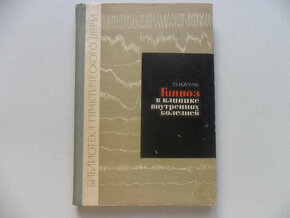 БИБЛИОТЕКА ПРАКТИЧЕСКОГО ВРАЧА
Гипноз
в клинике
внутренних
болезней